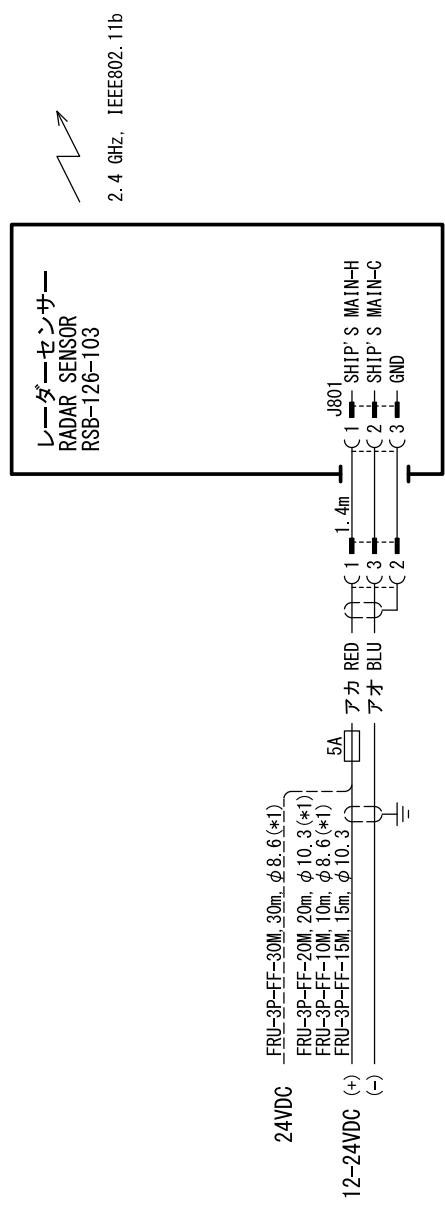 レーダーセンサー
RADAR SENSOR
RSB-126-103
2.4 GHz, IEEE802.11b
J801
1 SHIP'S MAIN-H
2 SHIP'S MAIN-C
3 GND
1.4m
1
3
2
アカ RED
アオ BLU
5A
FRU-3P-FF-30M, 30m, φ8.6(*1)
FRU-3P-FF-20M, 20m, φ10.3(*1)
FRU-3P-FF-10M, 10m, φ8.6(*1)
FRU-3P-FF-15M, 15m, φ10.3
24VDC
12-24VDC (+)
(-)